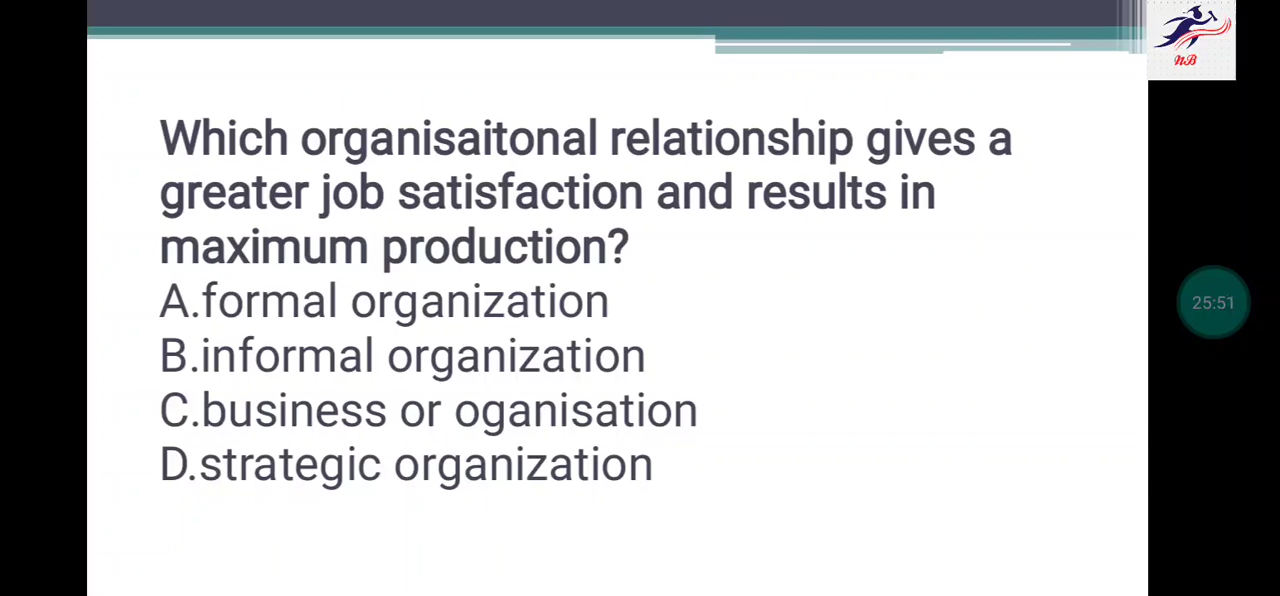 NB
Which organisaitonal relationship gives a
greater job satisfaction and results in
maximum production?
A.formal organization
B.informal organization
C.business or oganisation
D.strategic organization
25:51